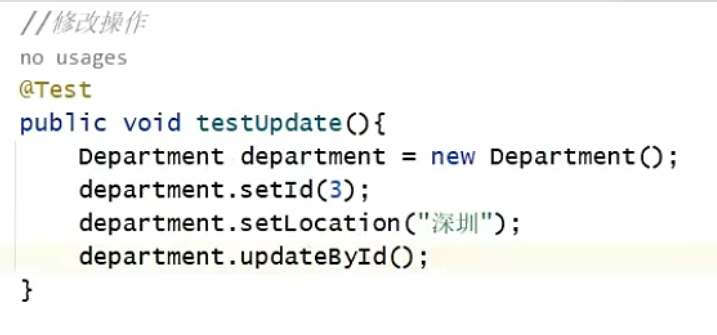 //修改操作
no usages
@Test
public void testUpdate(){
    Department department = new Department();
    department.setId(3);
    department.setLocation("深圳");
    department.updateById();
}